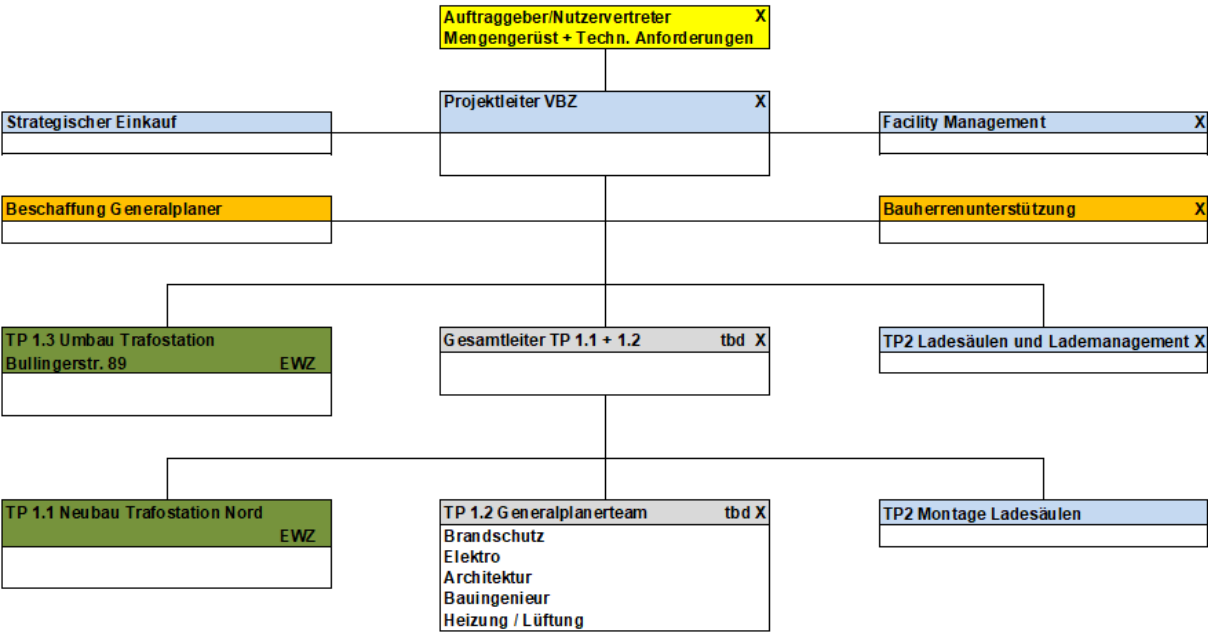 Auftraggeber/Nutzervertreter X
Mengengerüst + Techn. Anforderungen
Projektleiter VBZ X
Strategischer Einkauf
Facility Management X
Beschaffung Generalplaner
Bauherrenunterstützung X
TP 1.3 Umbau Trafostation
Bullingerstr. 89 EWZ
Gesamtleiter TP 1.1 + 1.2 tbd X
TP2 Ladesäulen und Lademanagement X
TP 1.1 Neubau Trafostation Nord
EWZ
TP 1.2 Generalplanerteam tbd X
Brandschutz
Elektro
Architektur
Bauingenieur
Heizung / Lüftung
TP2 Montage Ladesäulen